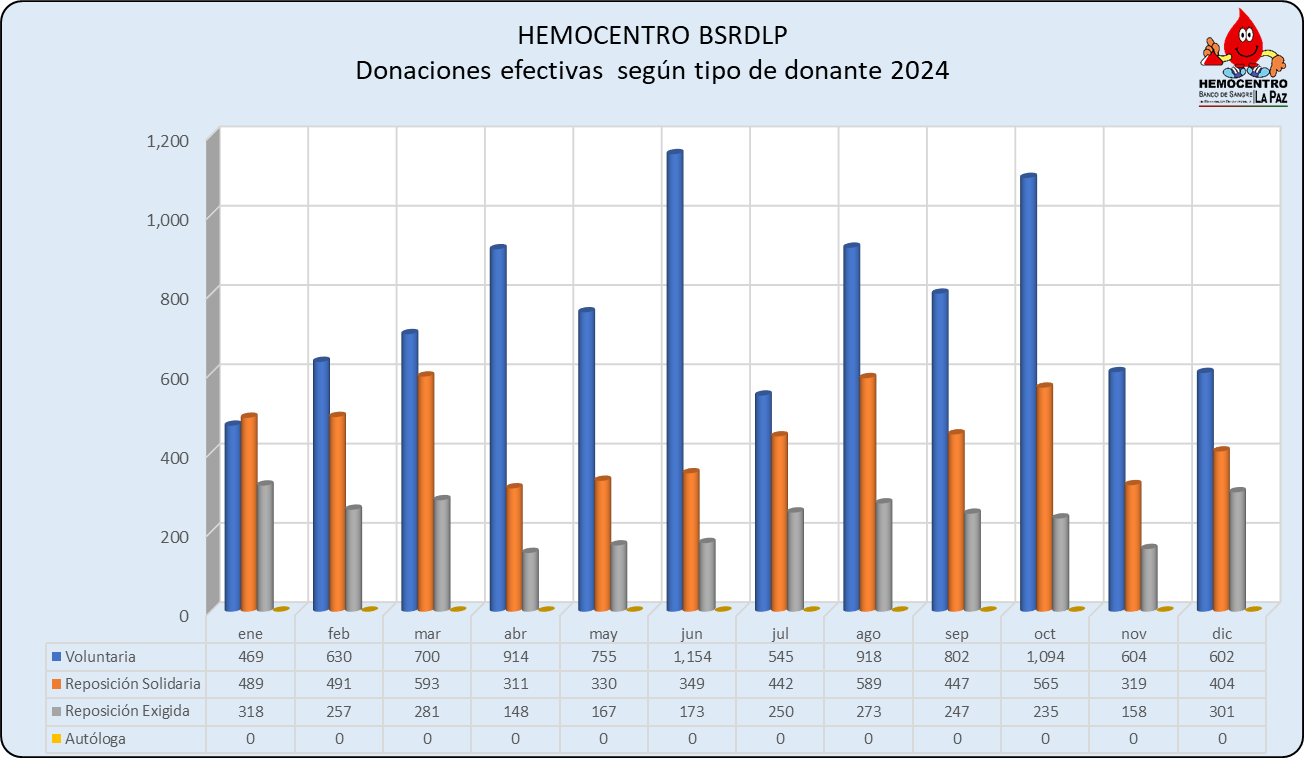 HEMOCENTRO BSRDLP
Donaciones efectivas según tipo de donante 2024
HEMOCENTRO
BANCO DE SANGRE
LA PAZ
1,200
1,000
800
600
400
200
0
ene feb mar abr may jun jul ago sep oct nov dic
Voluntaria 469 630 700 914 755 1,154 545 918 802 1,094 604 602
Reposición Solidaria 489 491 593 311 330 349 442 589 447 565 319 404
Reposición Exigida 318 257 281 148 167 173 250 273 247 235 158 301
Autóloga 0 0 0 0 0 0 0 0 0 0 0 0